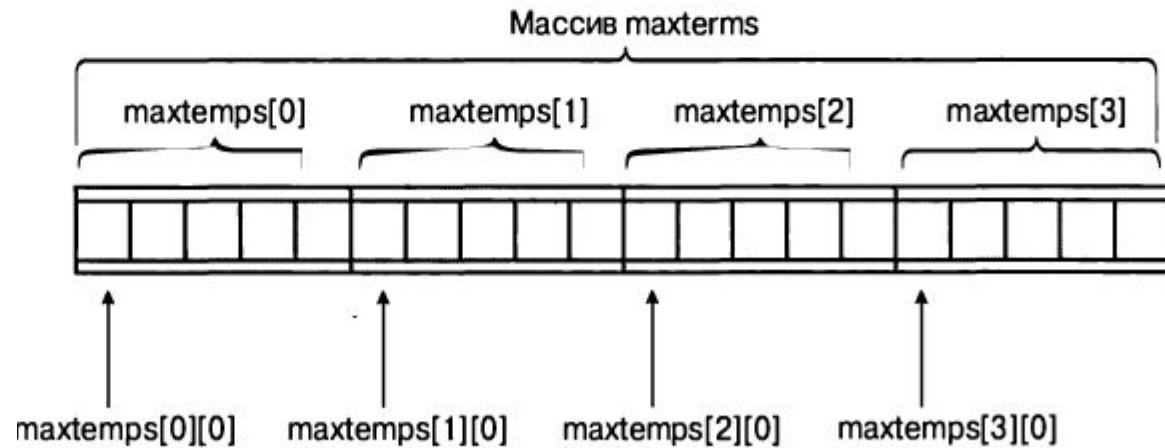 Массив maxterms
maxtemps[0] maxtemps[1] maxtemps[2] maxtemps[3]
maxtemps[0][0] maxtemps[1][0] maxtemps[2][0] maxtemps[3][0]